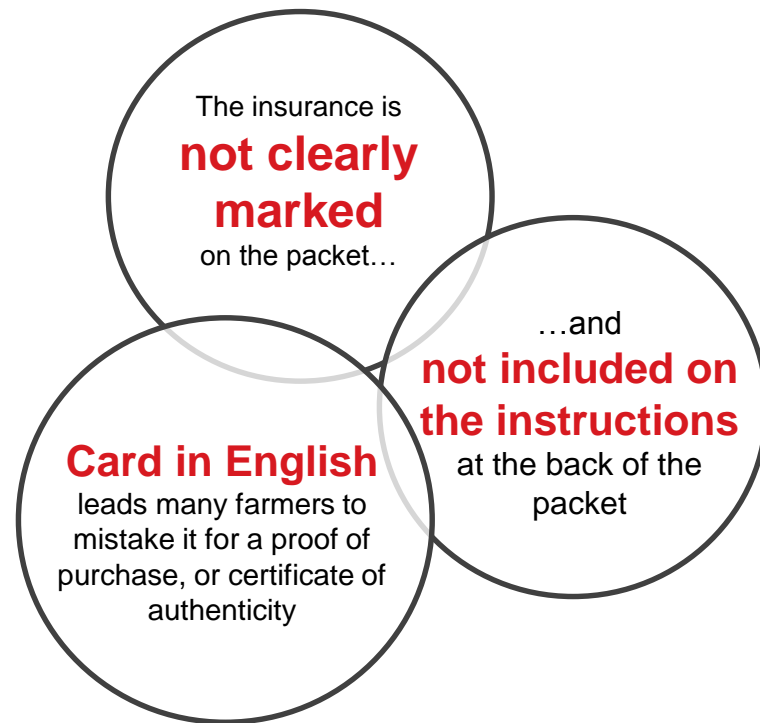 The insurance is
not clearly
marked
on the packet…
…and
not included on
the instructions
at the back of the
packet
Card in English
leads many farmers to
mistake it for a proof of
purchase, or certificate of
authenticity